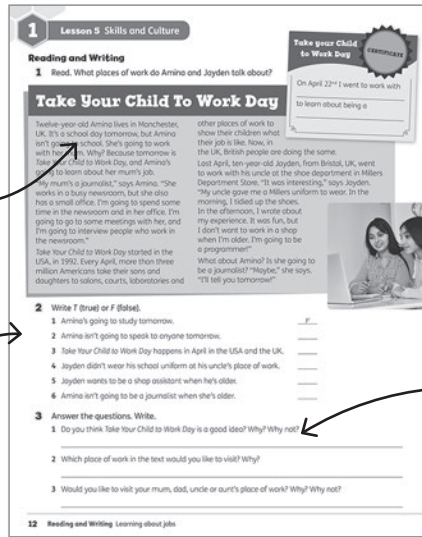 1
Lesson 5 Skills and Culture
Reading and Writing
1 Read. What places of work do Amina and Jayden talk about?
Take your Child
to Work Day
CERTIFICATE
On April 22nd I went to work with
to learn about being a
Take Your Child To Work Day
Twelve-year-old Amina lives in Manchester,
UK. It's a school day tomorrow, but Amina
isn't going to school. She's going to work
with her mum. Why? Because tomorrow is
Take Your Child to Work Day, and Amina's
going to learn about her mum's job.
"My mum's a journalist," says Amina. "She
works in a busy newsroom, but she also
has a small office. I'm going to spend some
time in the newsroom and in her office. I'm
going to go to some meetings with her, and
I'm going to interview people who work in
the newsroom."
Take Your Child to Work Day started in the
USA, in 1992. Every April, more than three
million Americans take their sons and
daughters to salons, courts, laboratories and
other places of work to
show their children what
their job is like. Now, in
the UK, British people are doing the same.
Last April, ten-year-old Jayden, from Bristol, UK, went
to work with his uncle at the shoe department in Millers
Department Store. "It was interesting," says Jayden.
"My uncle gave me a Millers uniform to wear. In the
morning, I tidied up the shoes.
In the afternoon, I wrote about
my experience. It was fun, but
I don't want to work in a shop
when I'm older. I'm going to be
a programmer!"
What about Amina? Is she going to
be a journalist? "Maybe," she says.
"I'll tell you tomorrow!"
2 Write T (true) or F (false).
1 Amina's going to study tomorrow. F
2 Amina isn't going to speak to anyone tomorrow.
3 Take Your Child to Work Day happens in April in the USA and the UK.
4 Jayden didn't wear his school uniform at his uncle's place of work.
5 Jayden wants to be a shop assistant when he's older.
6 Amina isn't going to be a journalist when she's older.
3 Answer the questions. Write.
1 Do you think Take Your Child to Work Day is a good idea? Why? Why not?
2 Which place of work in the text would you like to visit? Why?
3 Would you like to visit your mum, dad, uncle or aunt's place of work? Why? Why not?
12 Reading and Writing Learning about jobs